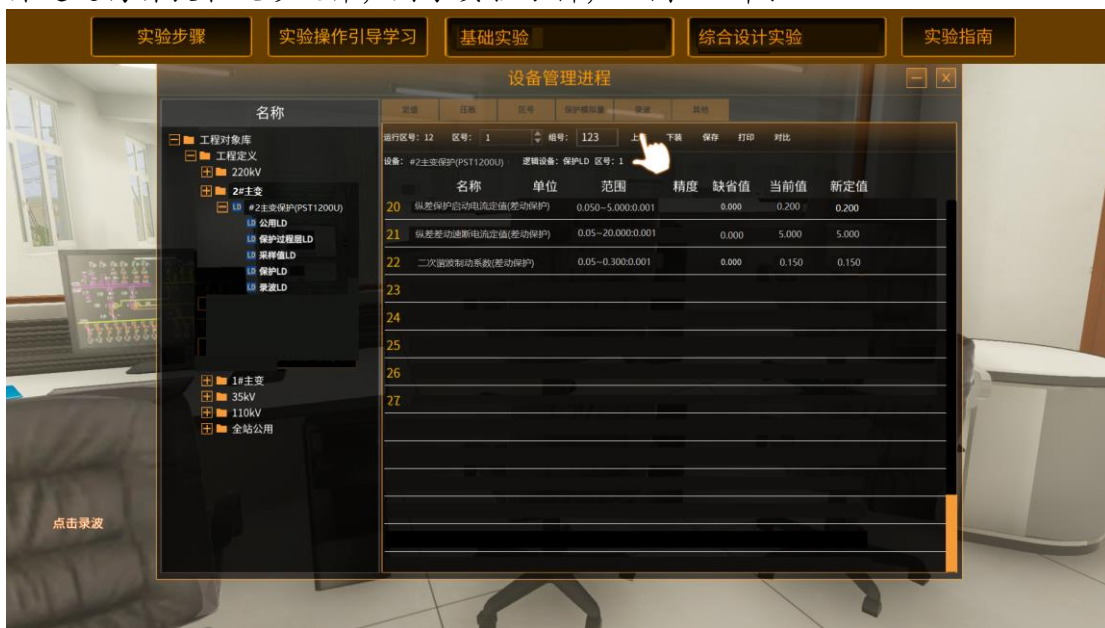 实验步骤 实验操作引导学习 基础实验 综合设计实验 实验指南
设备管理进程
名称
定值 压板 区号 保护模拟量 录波 其他
运行区号: 12 区号: 1 组号: 123 下装 保存 打印 对比
设备: #2主变保护(PST1200U) 逻辑设备: 保护LD 区号: 1
名称 单位 范围 精度 缺省值 当前值 新定值
20 纵差保护启动电流定值(差动保护) 0.050~5.000:0.001 0.000 0.200 0.200
21 纵差差动速断电流定值(差动保护) 0.05~20.000:0.001 0.000 5.000 5.000
22 二次谐波制动系数(差动保护) 0.05~0.300:0.001 0.000 0.150 0.150
23
24
25
26
27
工程对象库
工程定义
220kV
2#主变
LD #2主变保护(PST1200U)
LD 公用LD
LD 保护过程层LD
LD 采样值LD
LD 保护LD
LD 录波LD
1#主变
35kV
110kV
全站公用
点击录波